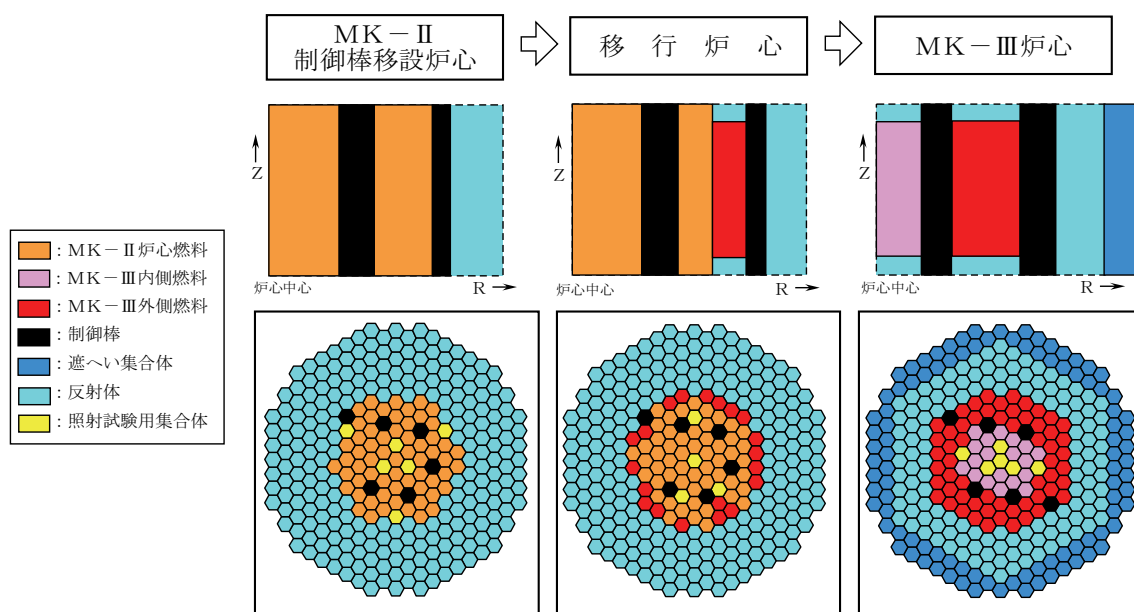 MK－Ⅱ
制御棒移設炉心
移 行 炉 心
MK－Ⅲ炉心
Z
炉心中心
R
Z
炉心中心
R
Z
炉心中心
R
：MK－Ⅱ炉心燃料
：MK－Ⅲ内側燃料
：MK－Ⅲ外側燃料
：制御棒
：遮へい集合体
：反射体
：照射試験用集合体